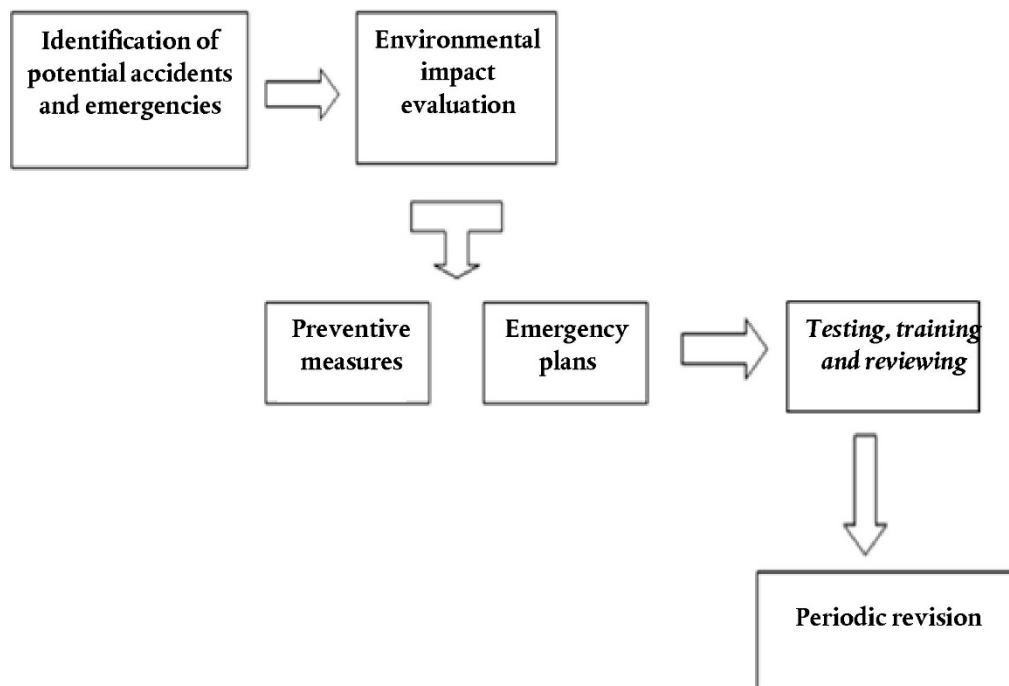 Identification of
potential accidents
and emergencies
Environmental
impact
evaluation
Preventive
measures
Emergency
plans
Testing, training
and reviewing
Periodic revision